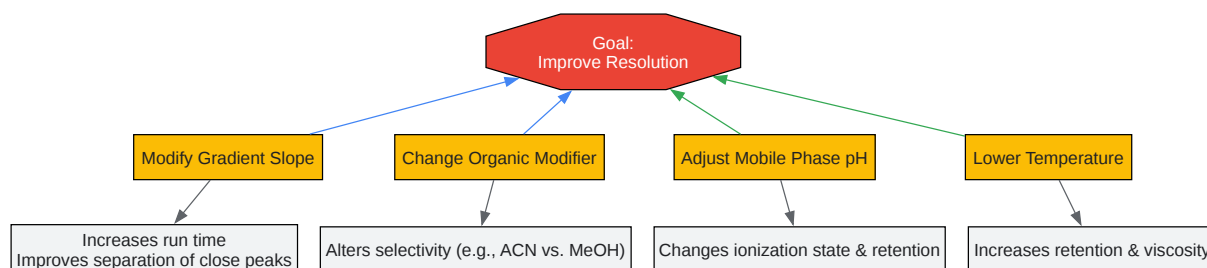 Goal:
Improve Resolution
Modify Gradient Slope
Change Organic Modifier
Adjust Mobile Phase pH
Lower Temperature
Increases run time
Improves separation of close peaks
Alters selectivity (e.g., ACN vs. MeOH)
Changes ionization state & retention
Increases retention & viscosity